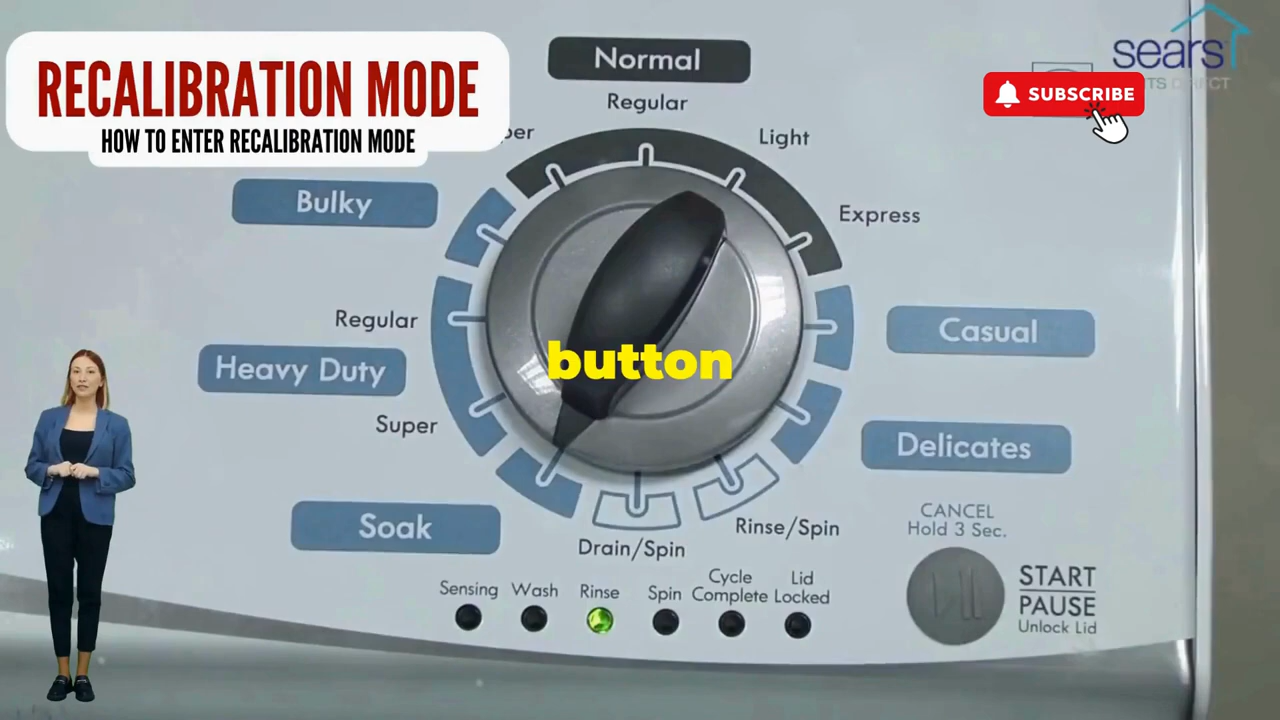 RECALIBRATION MODE
HOW TO ENTER RECALIBRATION MODE
sears
SUBSCRIBE
Normal
Regular
Light
Express
Bulky
Regular
Heavy Duty
Super
Casual
Delicates
Soak
Drain/Spin
Rinse/Spin
button
CANCEL
Hold 3 Sec.
START
PAUSE
Unlock Lid
Sensing
Wash
Rinse
Spin
Cycle
Complete
Lid
Locked